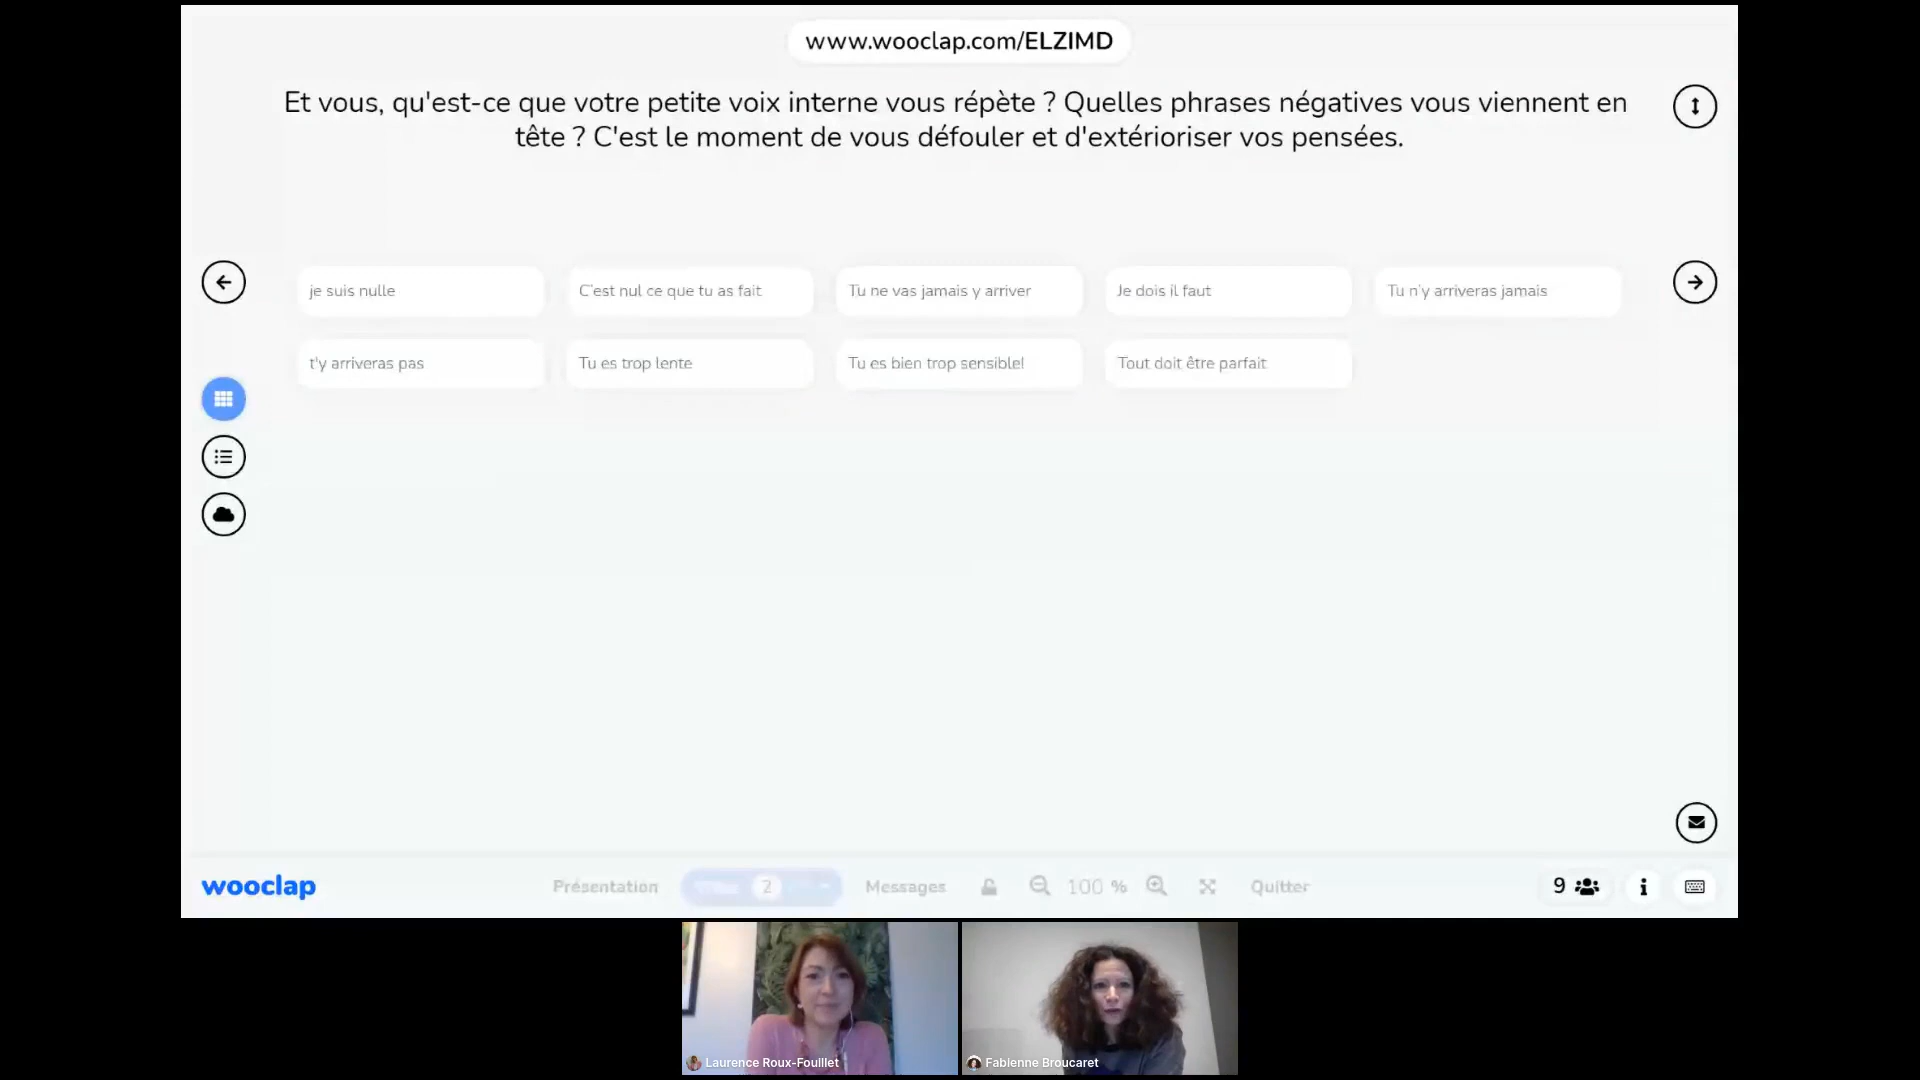 www.wooclap.com/ELZIMD
Et vous, qu'est-ce que votre petite voix interne vous répète ? Quelles phrases négatives vous viennent en
tête ? C'est le moment de vous défouler et d'extérioriser vos pensées.
je suis nulle
C'est nul ce que tu as fait
Tu ne vas jamais y arriver
Je dois il faut
Tu n'y arriveras jamais
t'y arriveras pas
Tu es trop lente
Tu es bien trop sensible!
Tout doit être parfait
wooclap
Présentation
2
Messages
100 %
Quitter
9
Laurence Roux-Fouillet
Fabienne Broucaret